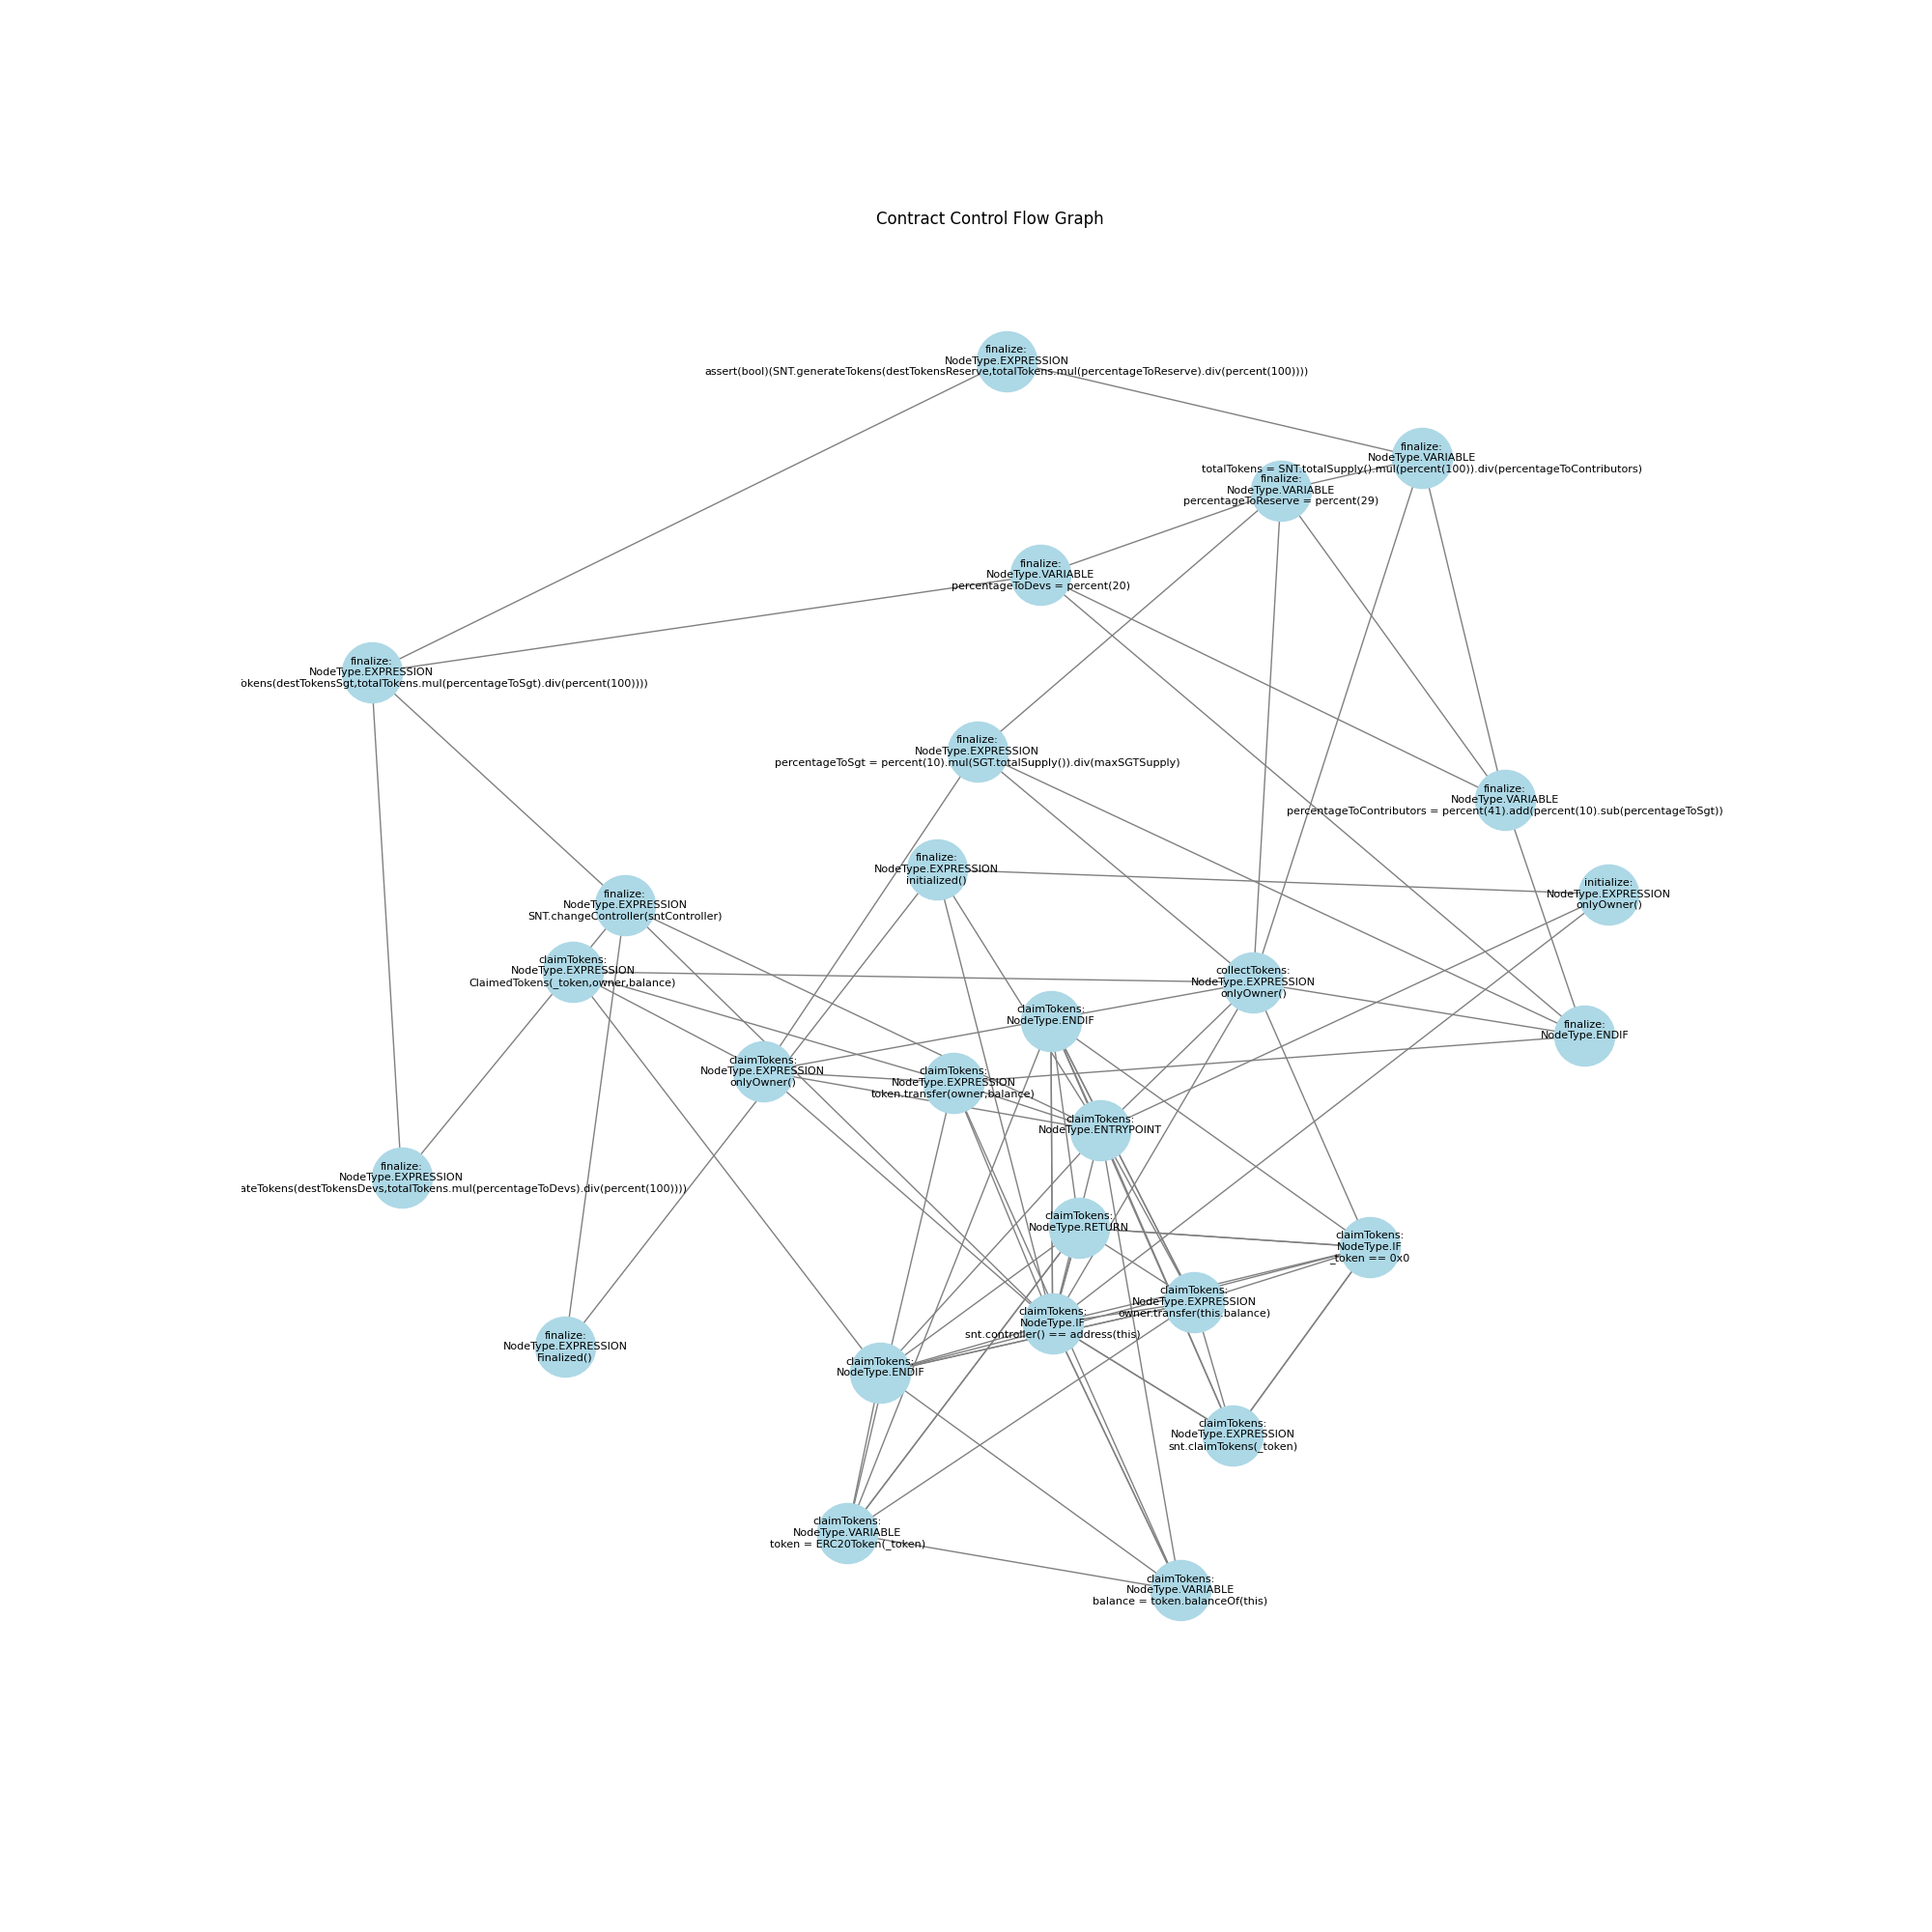 Contract Control Flow Graph
finalize:
NodeType.EXPRESSION
assert(bool)(SNT.generateTokens(destTokensReserve,totalTokens.mul(percentageToReserve).div(percent(100))))
finalize:
NodeType.VARIABLE
totalTokens = SNT.totalSupply().mul(percent(100)).div(percentageToContributors)
finalize:
NodeType.VARIABLE
percentageToReserve = percent(29)
finalize:
NodeType.VARIABLE
percentageToDevs = percent(20)
finalize:
NodeType.EXPRESSION
okens(destTokensSgt,totalTokens.mul(percentageToSgt).div(percent(100))))
finalize:
NodeType.EXPRESSION
percentageToSgt = percent(10).mul(SGT.totalSupply()).div(maxSGTSupply)
finalize:
NodeType.VARIABLE
percentageToContributors = percent(41).add(percent(10).sub(percentageToSgt))
finalize:
NodeType.EXPRESSION
initialized()
initialize:
NodeType.EXPRESSION
onlyOwner()
finalize:
NodeType.EXPRESSION
SNT.changeController(sntController)
claimTokens:
NodeType.EXPRESSION
ClaimedTokens(_token,owner,balance)
collectTokens:
NodeType.EXPRESSION
onlyOwner()
claimTokens:
NodeType.ENDIF
finalize:
NodeType.ENDIF
claimTokens:
NodeType.EXPRESSION
onlyOwner()
claimTokens:
NodeType.EXPRESSION
token.transfer(owner,balance)
claimTokens:
NodeType.ENTRYPOINT
finalize:
NodeType.EXPRESSION
ateTokens(destTokensDevs,totalTokens.mul(percentageToDevs).div(percent(100))))
claimTokens:
NodeType.RETURN
claimTokens:
NodeType.IF
_token == 0x0
claimTokens:
NodeType.EXPRESSION
owner.transfer(this.balance)
claimTokens:
NodeType.IF
snt.controller() == address(this)
finalize:
NodeType.EXPRESSION
Finalized()
claimTokens:
NodeType.ENDIF
claimTokens:
NodeType.EXPRESSION
snt.claimTokens(_token)
claimTokens:
NodeType.VARIABLE
token = ERC20Token(_token)
claimTokens:
NodeType.VARIABLE
balance = token.balanceOf(this)